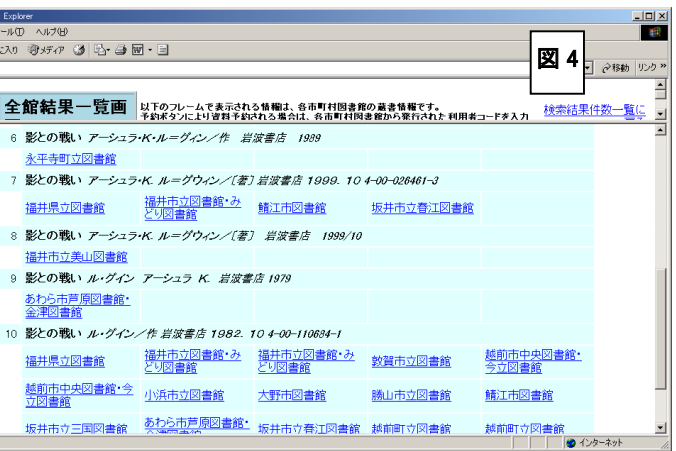 Explorer
ール(T) ヘルプ(H)
に入り メディア
図 4
移動 リンク »
全館結果一覧画
以下のフレームで表示される情報は、各市町村図書館の蔵書情報です。
予約ボタンにより資料予約される場合は、各市町村図書館から発行された利用者コードを入力
検索結果件数一覧に
6 影との戦い アーシュラ・K・ル=グウィン/作 岩波書店 1989
永平寺町立図書館
7 影との戦い アーシュラ・K. ル=グウィン/〔著〕 岩波書店 1999. 10 4-00-026461-3
福井県立図書館 福井市立図書館・みどり図書館 鯖江市図書館 坂井市立春江図書館
8 影との戦い アーシュラ・K. ル=グウィン/〔著〕 岩波書店 1999/10
福井市立美山図書館
9 影との戦い ル・グイン アーシュラ K. 岩波書店 1979
あわら市芦原図書館・金津図書館
10 影との戦い ル・グイン/作 岩波書店 1982. 10 4-00-110684-1
福井県立図書館 福井市立図書館・みどり図書館 福井市立図書館・みどり図書館 敦賀市立図書館 越前市中央図書館・今立図書館
越前市中央図書館・今立図書館 小浜市立図書館 大野市図書館 勝山市立図書館 鯖江市図書館
坂井市立三国図書館 あわら市芦原図書館・金津図書館 坂井市立春江図書館 越前町立図書館 越前町立図書館
インターネット